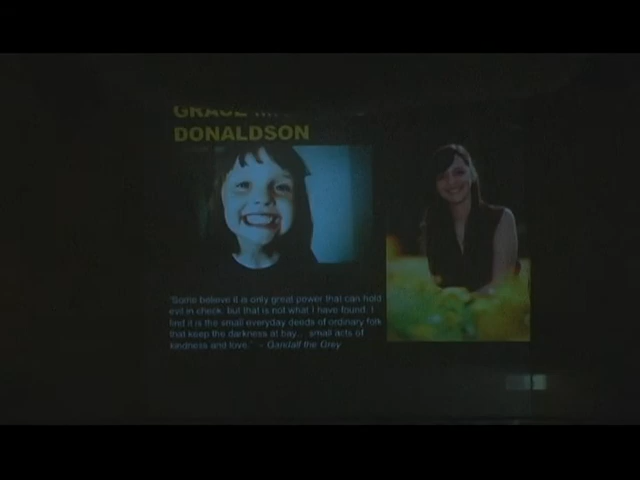 GRACE
DONALDSON
"Some believe it is only great power that can hold
evil in check, but that is not what I have found. I
find it is the small everyday deeds of ordinary folk
that keep the darkness at bay... small acts of
kindness and love." - Gandalf the Grey